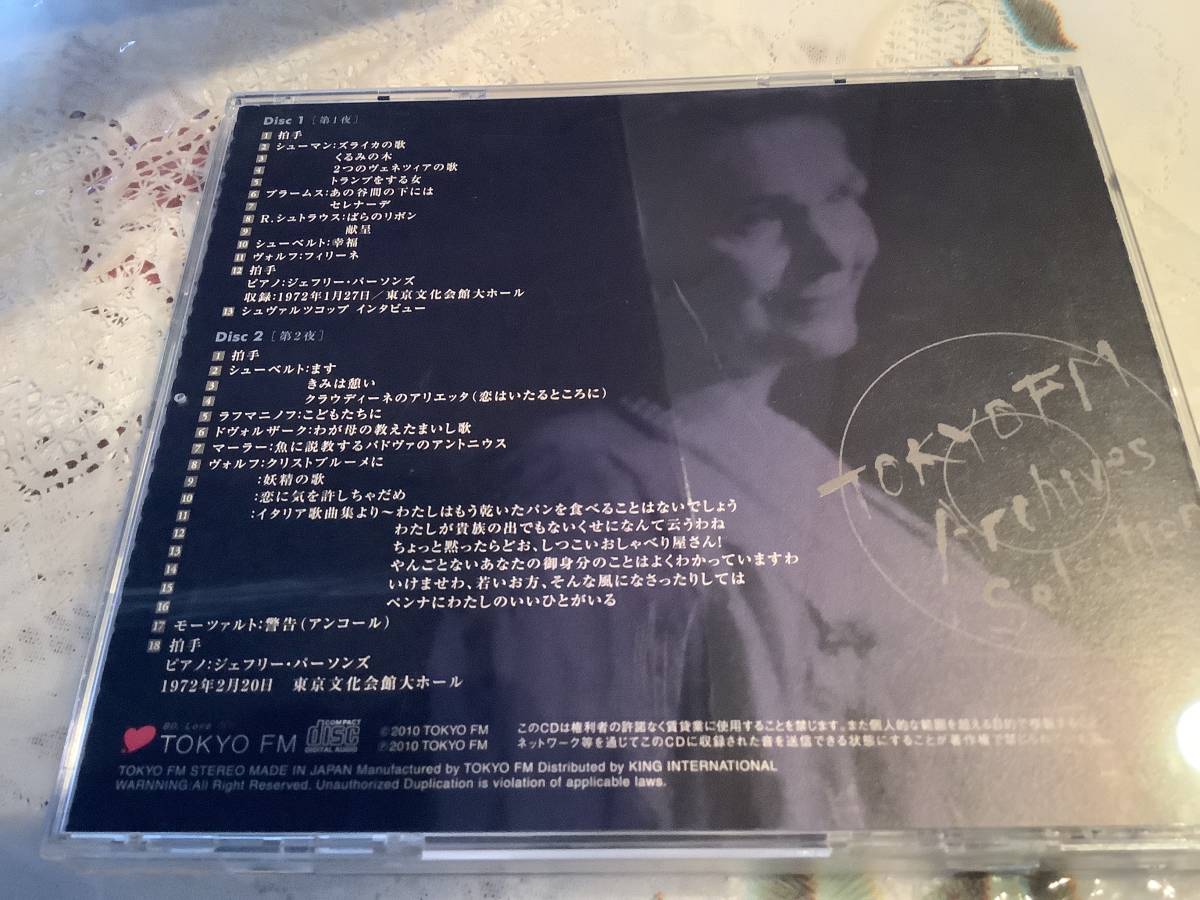 Disc 1 [第1夜]
1 拍手
2 シューマン:ズライカの歌
3 くるみの木
4 2つのヴェネツィアの歌
5 トランプをする女
6 ブラームス:あの谷間の下には
7 セレナーデ
8 R.シュトラウス:ばらのリボン
9 献呈
10 シューベルト:幸福
11 ヴォルフ:フィリーネ
12 拍手
ピアノ:ジェフリー・パーソンズ
収録:1972年1月27日/東京文化会館大ホール
13 シュヴァルツコップ インタビュー
Disc 2 [第2夜]
1 拍手
2 シューベルト:ます
3 きみは憩い
4 クラウディーネのアリエッタ(恋はいたるところに)
5 ラフマニノフ:こどもたちに
6 ドヴォルザーク:わが母の教えたまいし歌
7 マーラー:魚に説教するパドヴァのアントニウス
8 ヴォルフ:クリストブルーメに
9 :妖精の歌
10 :恋に気を許しちゃだめ
11 :イタリア歌曲集より~わたしはもう乾いたパンを食べることはないでしょう
12 わたしが貴族の出でもないくせになんて云うわね
13 ちょっと黙ったらどお、しつこいおしゃべり屋さん!
14 やんごとないあなたの御身分のことはよくわかっていますわ
15 いけませわ、若いお方、そんな風になさったりしては
16 ペンナにわたしのいいひとがいる
17 モーツァルト:警告(アンコール)
18 拍手
ピアノ:ジェフリー・パーソンズ
1972年2月20日 東京文化会館大ホール
TOKYO FM
Archives
80. Love
TOKYO FM
COMPACT
disc
DIGITAL AUDIO
©2010 TOKYO FM
℗2010 TOKYO FM
このCDは権利者の許諾なく賃貸業に使用することを禁じます。また個人的な範囲を超える目的で
ネットワーク等を通じてこのCDに収録された音を送信できる状態にすることが著作権で禁じ
TOKYO FM STEREO MADE IN JAPAN Manufactured by TOKYO FM Distributed by KING INTERNATIONAL
WARNNING:All Right Reserved. Unauthorized Duplication is violation of applicable laws.